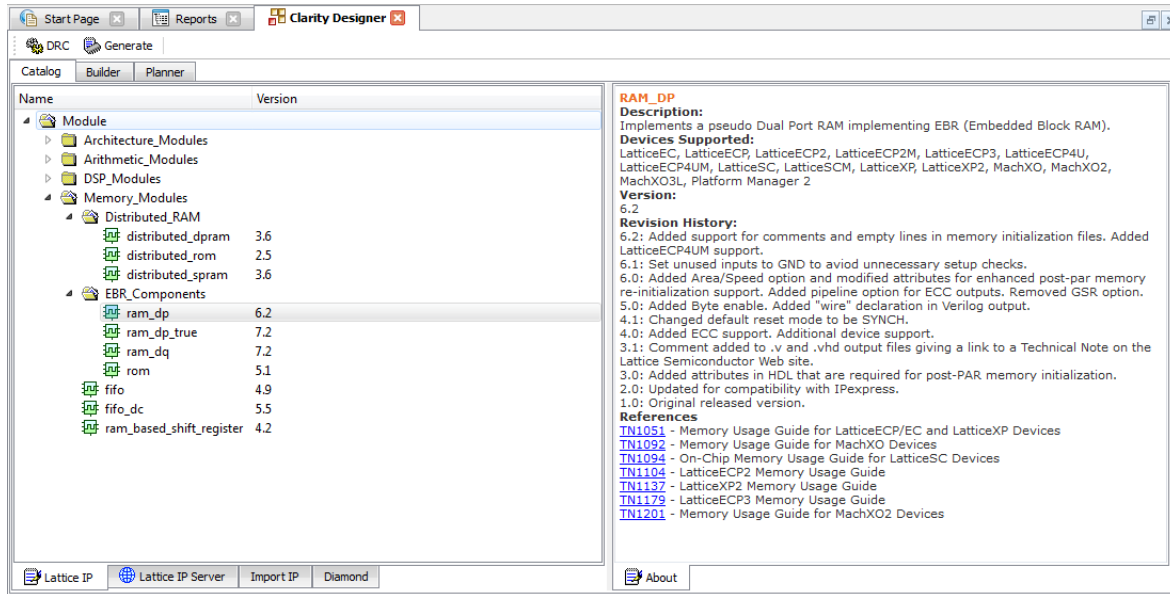 Start Page
Reports
Clarity Designer
DRC
Generate
Catalog
Builder
Planner
Name Version
Module
Architecture_Modules
Arithmetic_Modules
DSP_Modules
Memory_Modules
Distributed_RAM
distributed_dpram 3.6
distributed_rom 2.5
distributed_spram 3.6
EBR_Components
ram_dp 6.2
ram_dp_true 7.2
ram_dq 7.2
rom 5.1
fifo 4.9
fifo_dc 5.5
ram_based_shift_register 4.2
Lattice IP
Lattice IP Server
Import IP
Diamond
RAM_DP
Description:
Implements a pseudo Dual Port RAM implementing EBR (Embedded Block RAM).
Devices Supported:
LatticeEC, LatticeECP, LatticeECP2, LatticeECP2M, LatticeECP3, LatticeECP4U,
LatticeECP4UM, LatticeSC, LatticeSCM, LatticeXP, LatticeXP2, MachXO, MachXO2,
MachXO3L, Platform Manager 2
Version:
6.2
Revision History:
6.2: Added support for comments and empty lines in memory initialization files. Added
LatticeECP4UM support.
6.1: Set unused inputs to GND to aviod unnecessary setup checks.
6.0: Added Area/Speed option and modified attributes for enhanced post-par memory
re-initialization support. Added pipeline option for ECC outputs. Removed GSR option.
5.0: Added Byte enable. Added "wire" declaration in Verilog output.
4.1: Changed default reset mode to be SYNCH.
4.0: Added ECC support. Additional device support.
3.1: Comment added to .v and .vhd output files giving a link to a Technical Note on the
Lattice Semiconductor Web site.
3.0: Added attributes in HDL that are required for post-PAR memory initialization.
2.0: Updated for compatibility with IPexpress.
1.0: Original released version.
References
TN1051 - Memory Usage Guide for LatticeECP/EC and LatticeXP Devices
TN1092 - Memory Usage Guide for MachXO Devices
TN1094 - On-Chip Memory Usage Guide for LatticeSC Devices
TN1104 - LatticeECP2 Memory Usage Guide
TN1137 - LatticeXP2 Memory Usage Guide
TN1179 - LatticeECP3 Memory Usage Guide
TN1201 - Memory Usage Guide for MachXO2 Devices
About